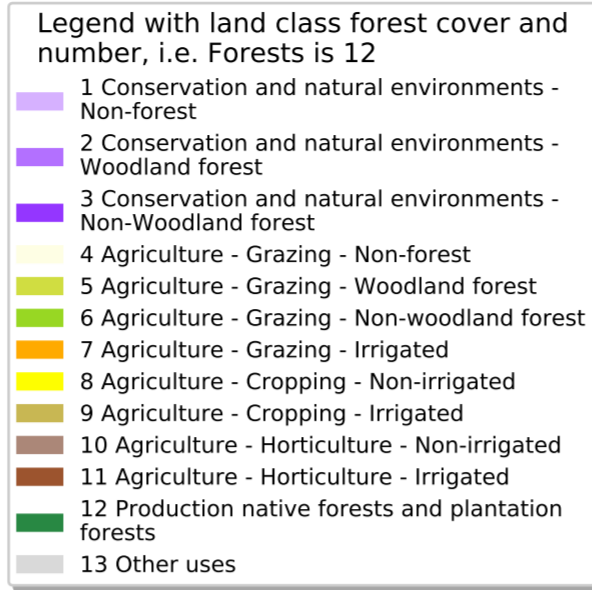 Legend with land class forest cover and
number, i.e. Forests is 12
1 Conservation and natural environments -
Non-forest
2 Conservation and natural environments -
Woodland forest
3 Conservation and natural environments -
Non-Woodland forest
4 Agriculture - Grazing - Non-forest
5 Agriculture - Grazing - Woodland forest
6 Agriculture - Grazing - Non-woodland forest
7 Agriculture - Grazing - Irrigated
8 Agriculture - Cropping - Non-irrigated
9 Agriculture - Cropping - Irrigated
10 Agriculture - Horticulture - Non-irrigated
11 Agriculture - Horticulture - Irrigated
12 Production native forests and plantation
forests
13 Other uses